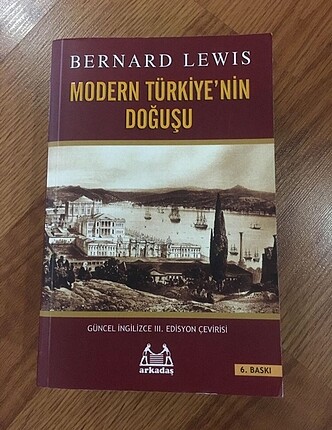 BERNARD LEWIS
MODERN TÜRKİYE'NİN
DOĞUŞU
GÜNCEL İNGİLİZCE III. EDİSYON ÇEVİRİSİ
arkadaş
6. BASKI